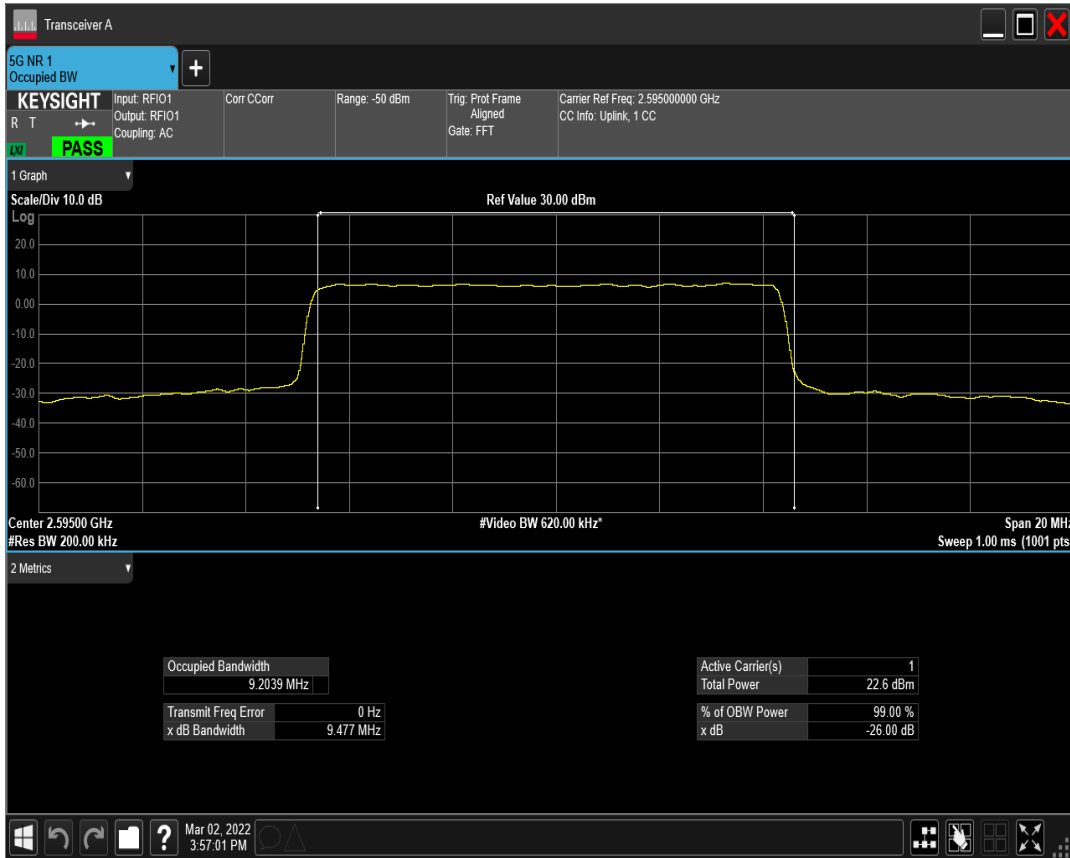 Transceiver A
5G NR 1
Occupied BW
+
KEYSIGHT
R T
LXI
PASS
Input: RFIO1
Output: RFIO1
Coupling: AC
Corr CCorr
Range: -50 dBm
Trig: Prot Frame
Aligned
Gate: FFT
Carrier Ref Freq: 2.595000000 GHz
CC Info: Uplink, 1 CC
1 Graph
Scale/Div 10.0 dB
Ref Value 30.00 dBm
Log
20.0
10.0
0.00
-10.0
-20.0
-30.0
-40.0
-50.0
-60.0
Center 2.59500 GHz
#Video BW 620.00 kHz*
Span 20 MHz
#Res BW 200.00 kHz
Sweep 1.00 ms (1001 pts
2 Metrics
Occupied Bandwidth
9.2039 MHz
Transmit Freq Error 0 Hz
x dB Bandwidth 9.477 MHz
Active Carrier(s) 1
Total Power 22.6 dBm
% of OBW Power 99.00 %
x dB -26.00 dB
?
Mar 02, 2022
3:57:01 PM